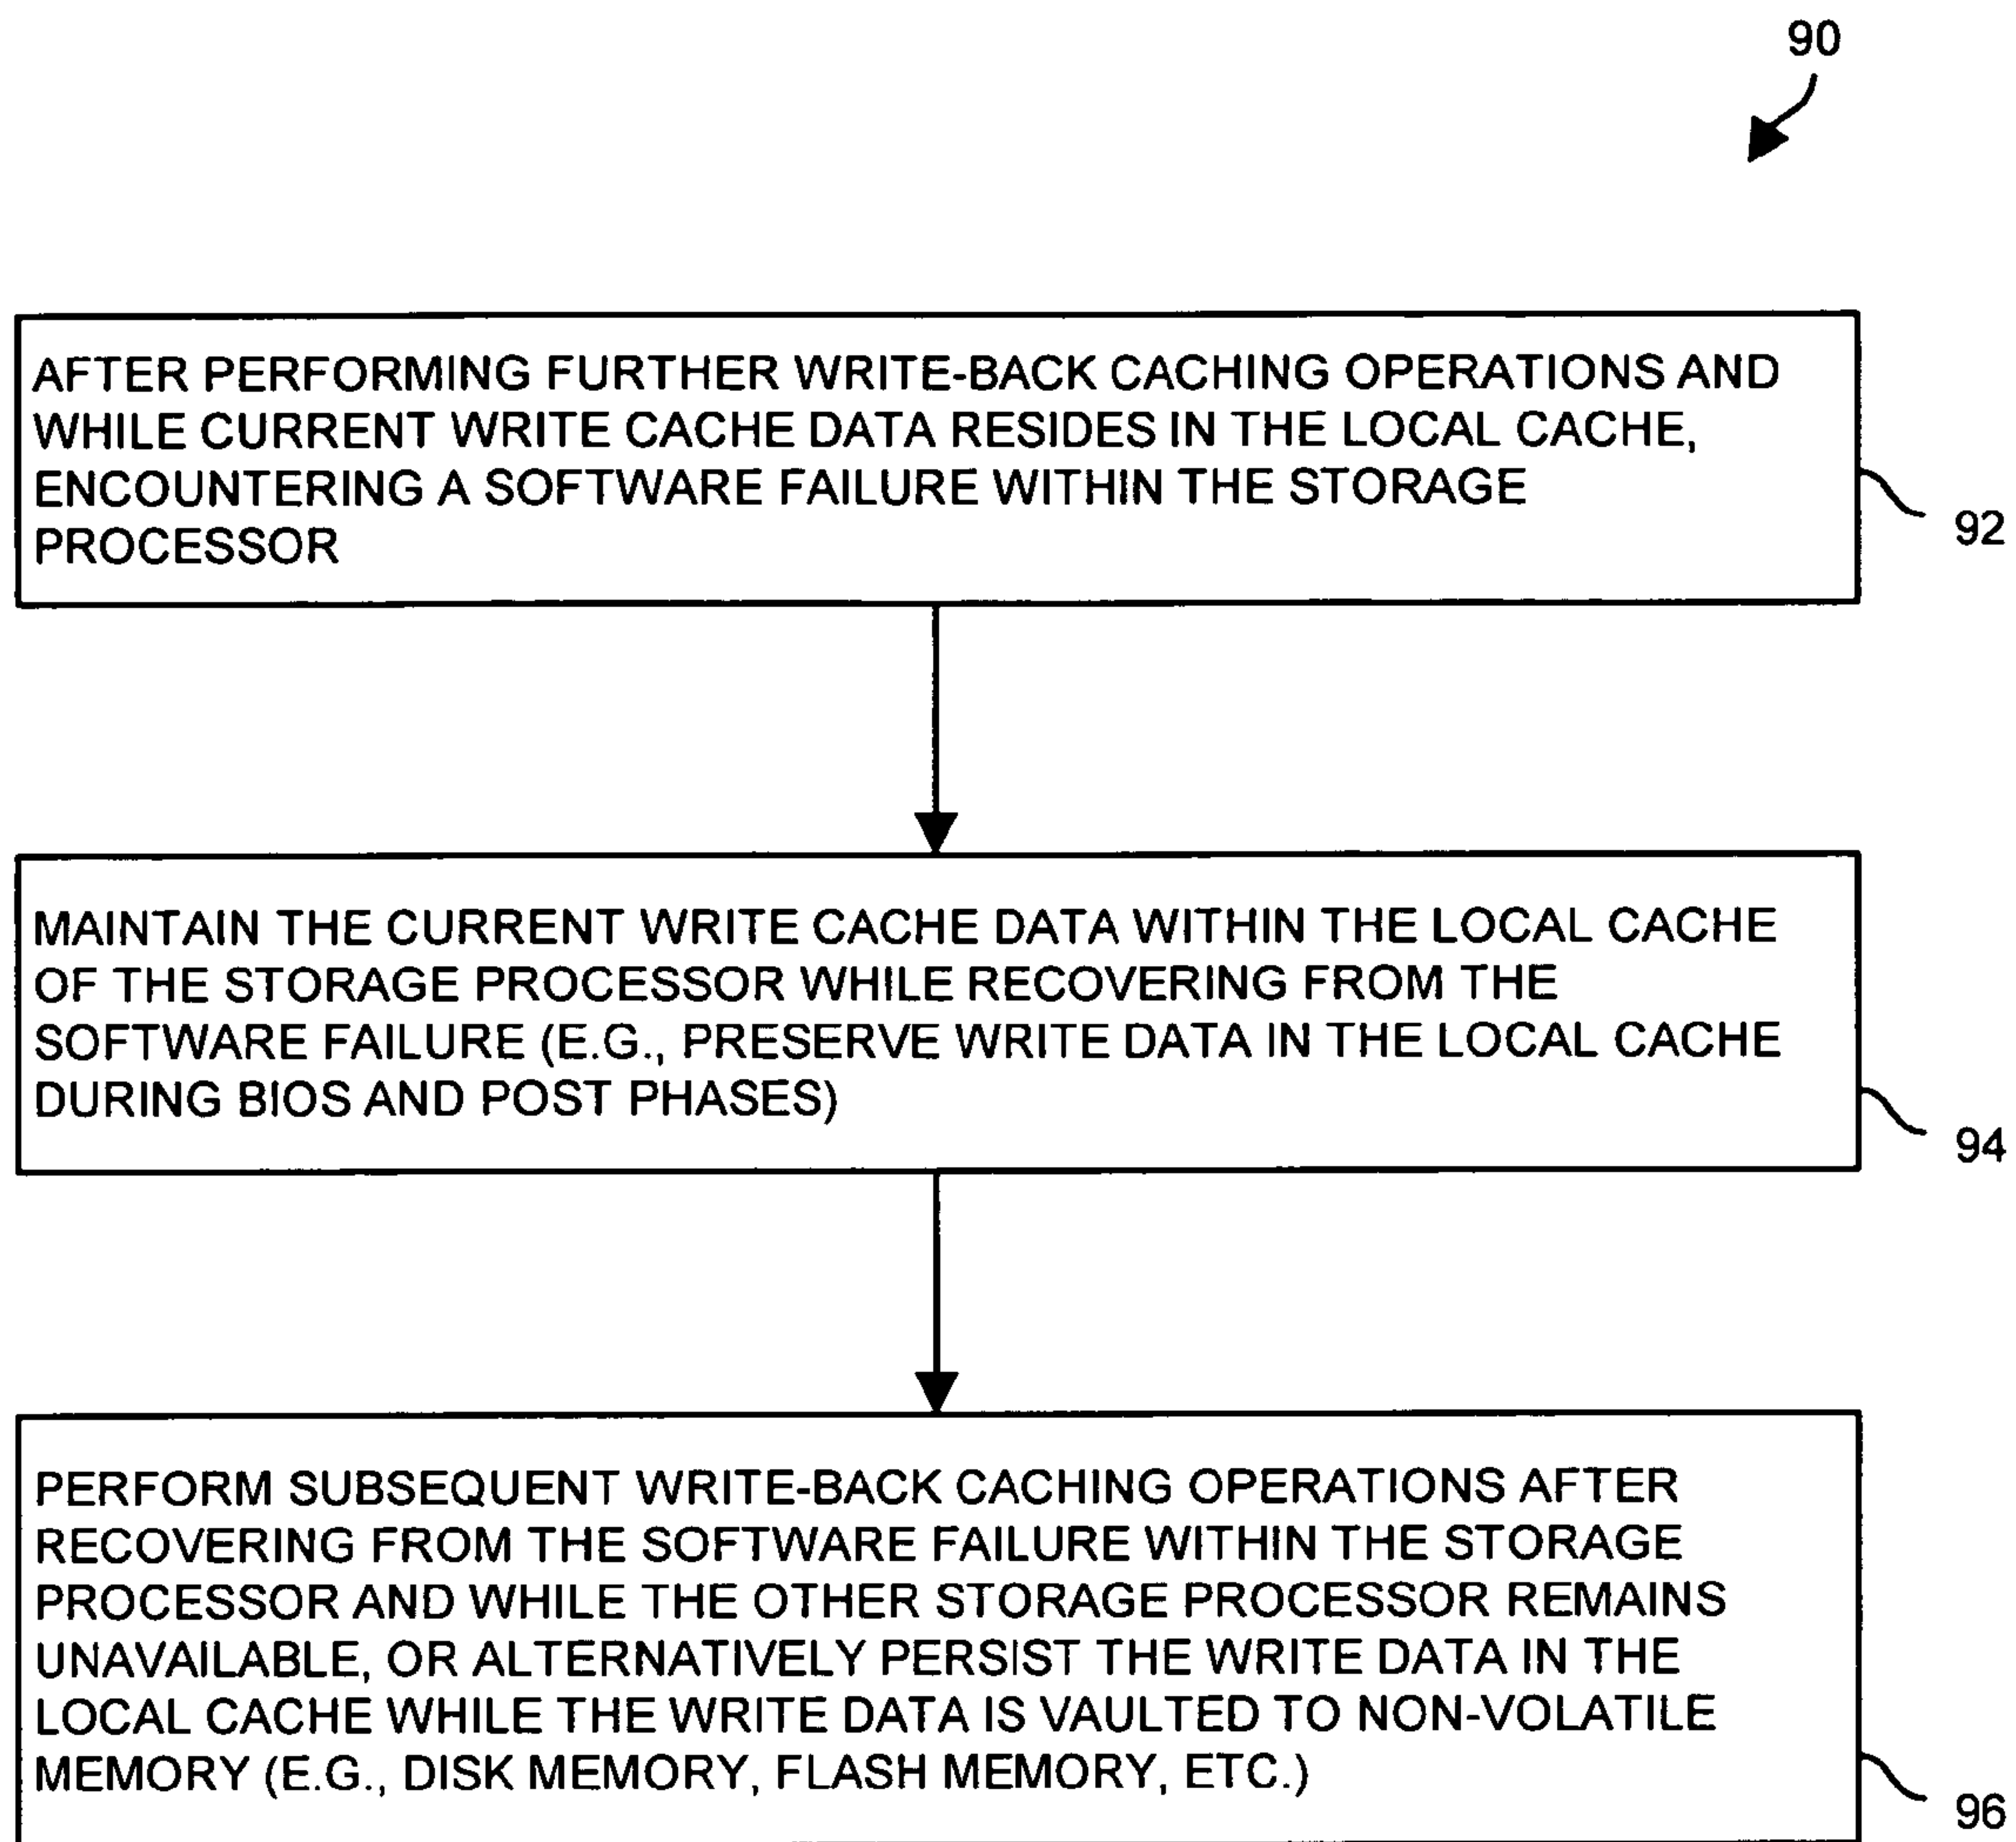 90
AFTER PERFORMING FURTHER WRITE-BACK CACHING OPERATIONS AND
WHILE CURRENT WRITE CACHE DATA RESIDES IN THE LOCAL CACHE,
ENCOUNTERING A SOFTWARE FAILURE WITHIN THE STORAGE
PROCESSOR
92
MAINTAIN THE CURRENT WRITE CACHE DATA WITHIN THE LOCAL CACHE
OF THE STORAGE PROCESSOR WHILE RECOVERING FROM THE
SOFTWARE FAILURE (E.G., PRESERVE WRITE DATA IN THE LOCAL CACHE
DURING BIOS AND POST PHASES)
94
PERFORM SUBSEQUENT WRITE-BACK CACHING OPERATIONS AFTER
RECOVERING FROM THE SOFTWARE FAILURE WITHIN THE STORAGE
PROCESSOR AND WHILE THE OTHER STORAGE PROCESSOR REMAINS
UNAVAILABLE, OR ALTERNATIVELY PERSIST THE WRITE DATA IN THE
LOCAL CACHE WHILE THE WRITE DATA IS VAULTED TO NON-VOLATILE
MEMORY (E.G., DISK MEMORY, FLASH MEMORY, ETC.)
96